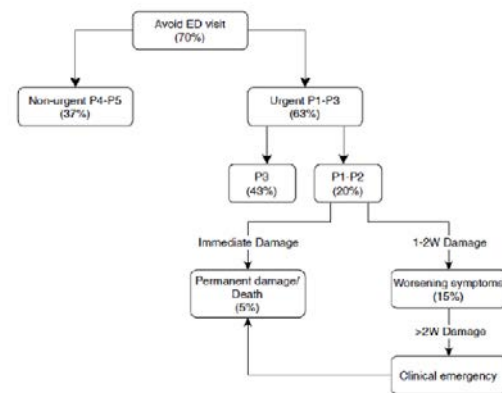 Avoid ED visit
(70%)
Non-urgent P4-P5
(37%)
Urgent P1-P3
(63%)
P3
(43%)
P1-P2
(20%)
Immediate Damage
1-2W Damage
Permanent damage/
Death
(5%)
Worsening symptoms
(15%)
>2W Damage
Clinical emergency